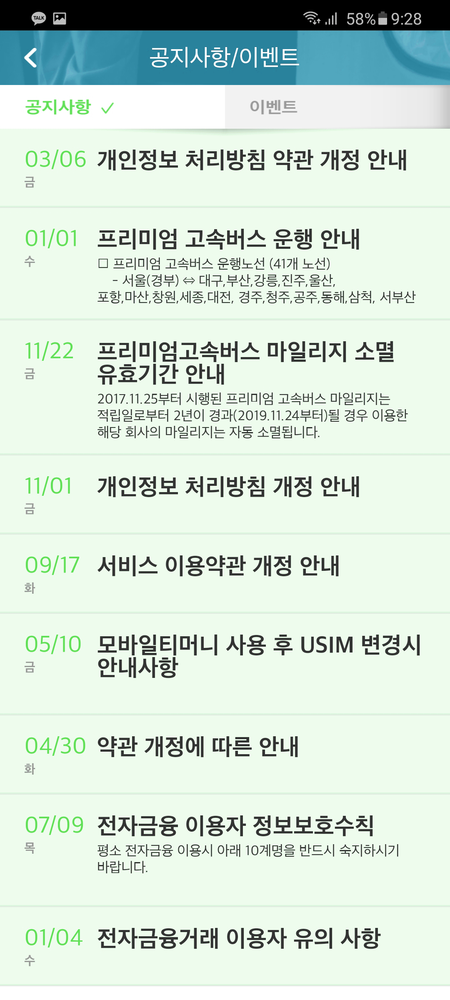 TALK
58% 9:28
공지사항/이벤트
공지사항 이벤트
03/06 개인정보 처리방침 약관 개정 안내
금
01/01 프리미엄 고속버스 운행 안내
수
□ 프리미엄 고속버스 운행노선 (41개 노선)
- 서울(경부) ⇔ 대구,부산,강릉,진주,울산,
포항,마산,창원,세종,대전, 경주,청주,공주,동해,삼척, 서부산
11/22 프리미엄고속버스 마일리지 소멸
금 유효기간 안내
2017.11.25부터 시행된 프리미엄 고속버스 마일리지는
적립일로부터 2년이 경과(2019.11.24부터)될 경우 이용한
해당 회사의 마일리지는 자동 소멸됩니다.
11/01 개인정보 처리방침 개정 안내
금
09/17 서비스 이용약관 개정 안내
화
05/10 모바일티머니 사용 후 USIM 변경시
금 안내사항
04/30 약관 개정에 따른 안내
화
07/09 전자금융 이용자 정보보호수칙
목 평소 전자금융 이용시 아래 10계명을 반드시 숙지하시기
바랍니다.
01/04 전자금융거래 이용자 유의 사항
수